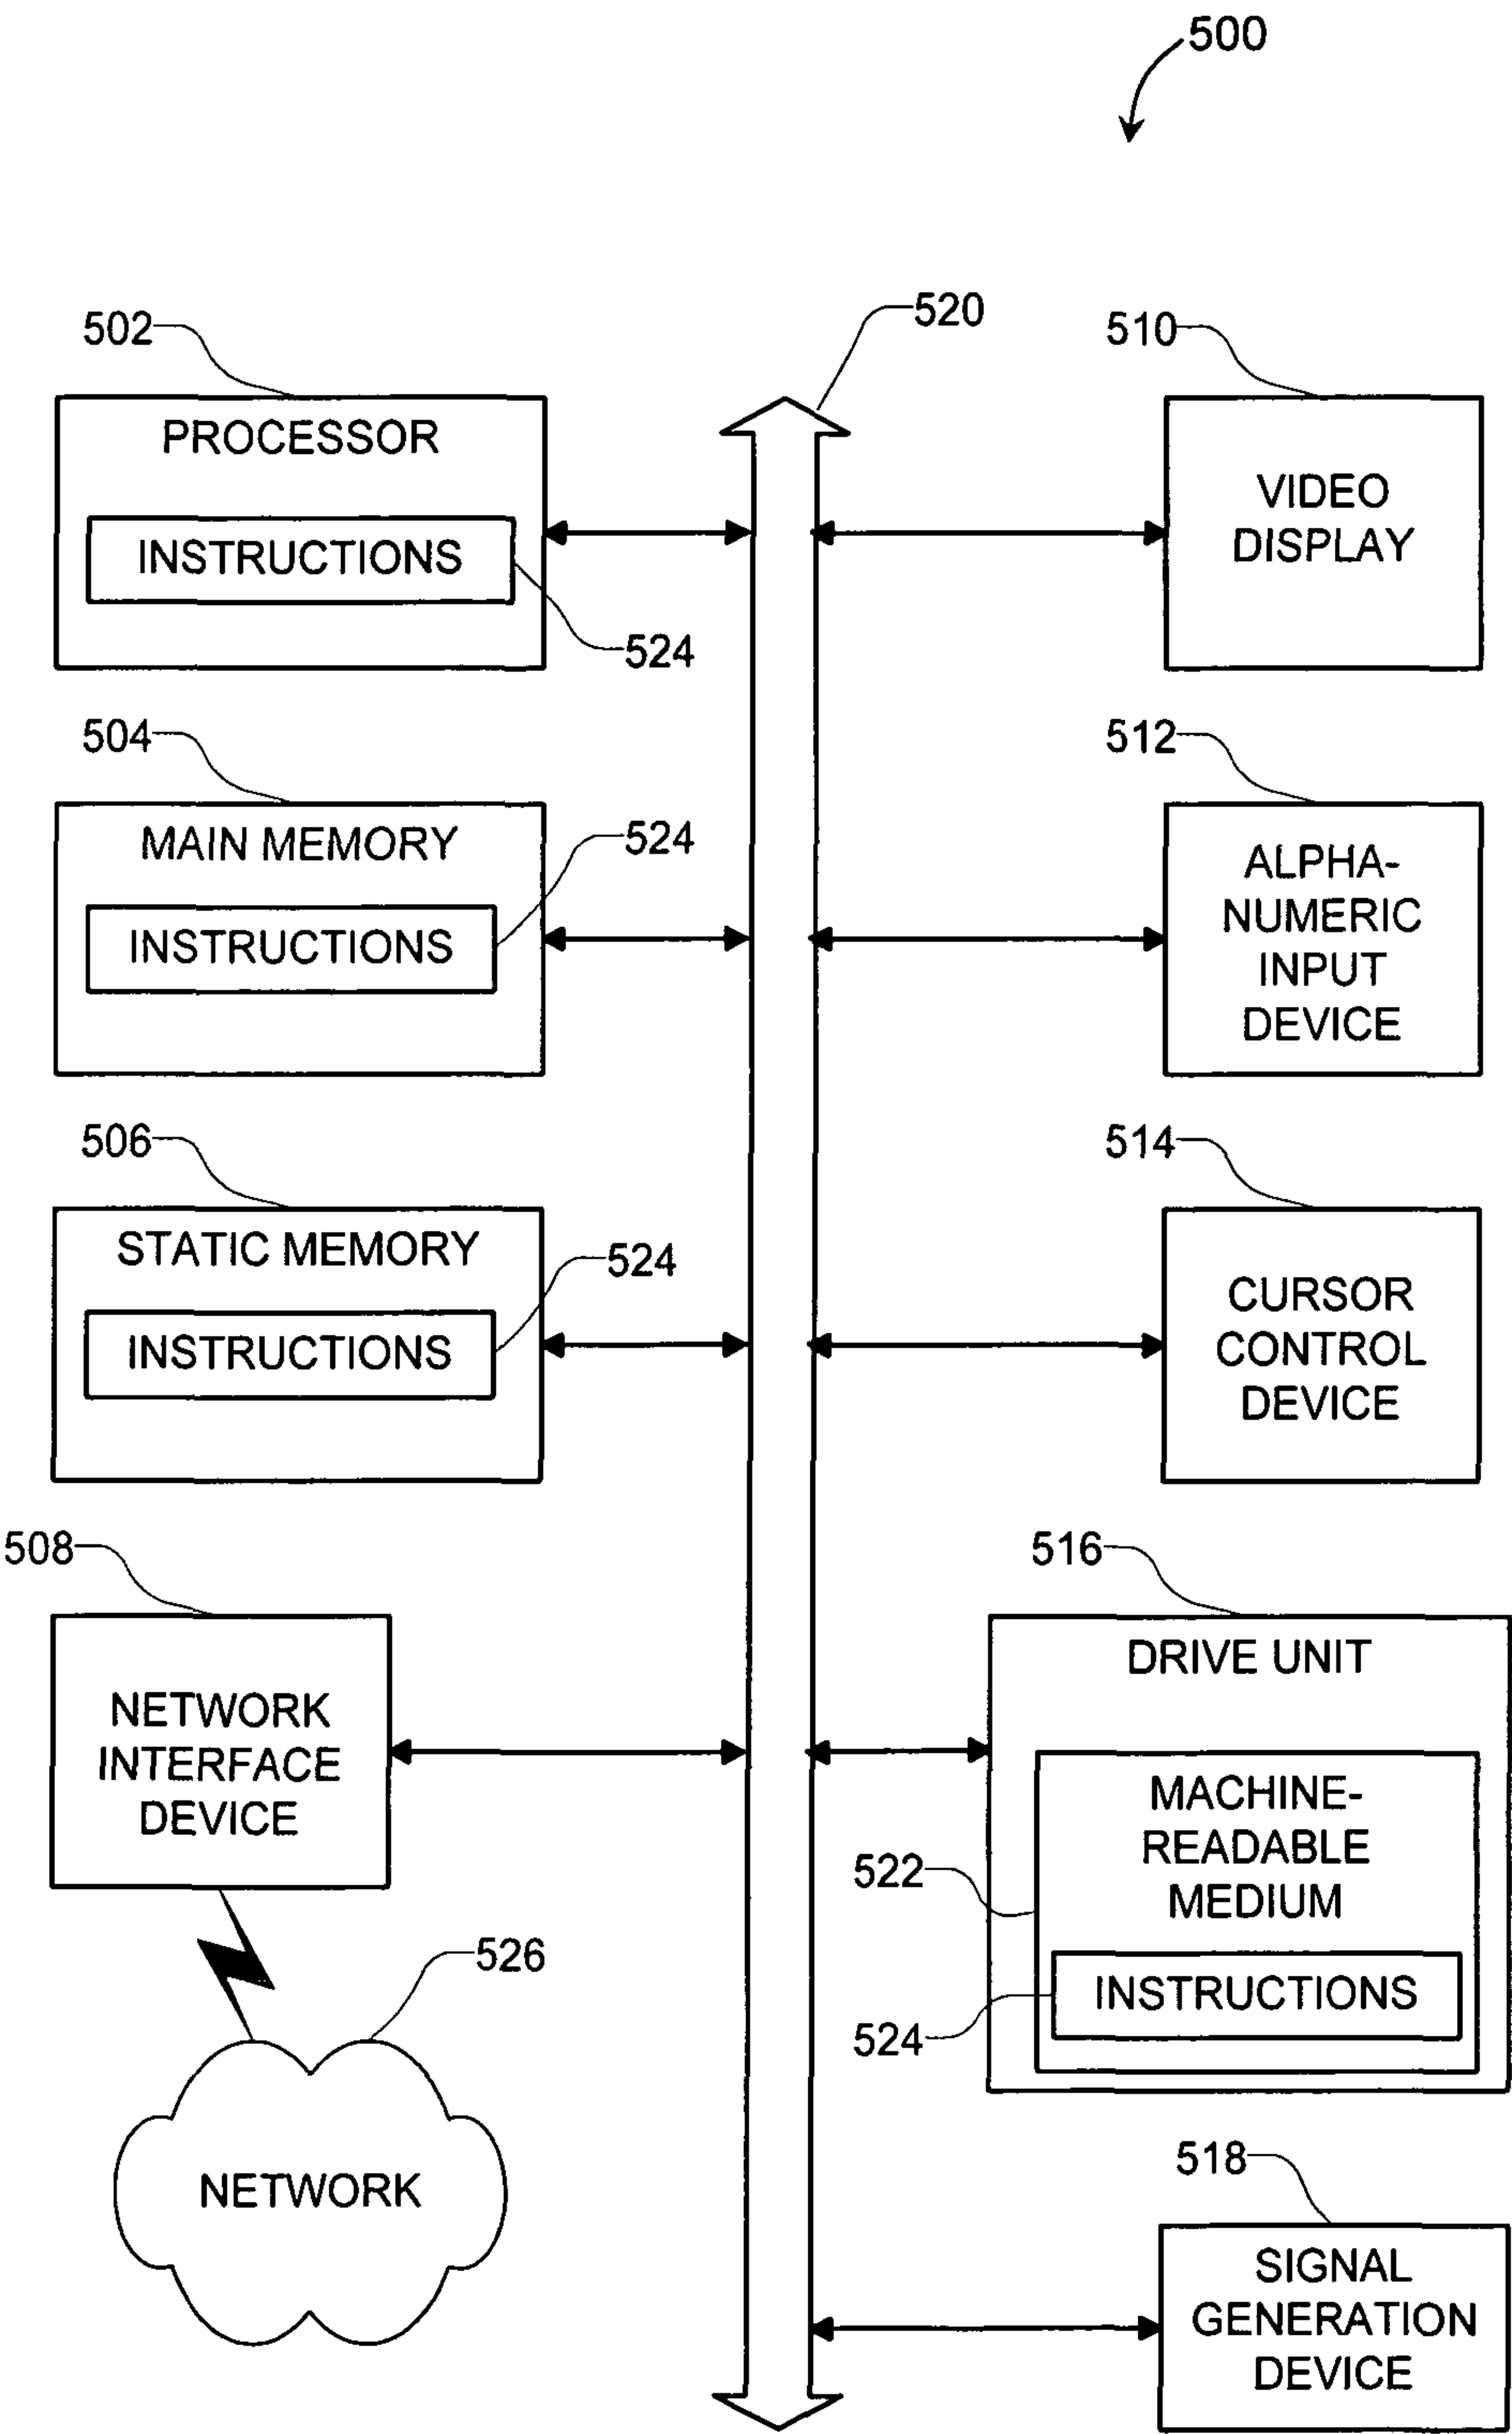 500
520
502
PROCESSOR
INSTRUCTIONS
524
510
VIDEO
DISPLAY
504
MAIN MEMORY
INSTRUCTIONS
524
512
ALPHA-
NUMERIC
INPUT
DEVICE
506
STATIC MEMORY
INSTRUCTIONS
524
514
CURSOR
CONTROL
DEVICE
508
NETWORK
INTERFACE
DEVICE
516
DRIVE UNIT
MACHINE-
READABLE
MEDIUM
522
INSTRUCTIONS
524
526
NETWORK
518
SIGNAL
GENERATION
DEVICE